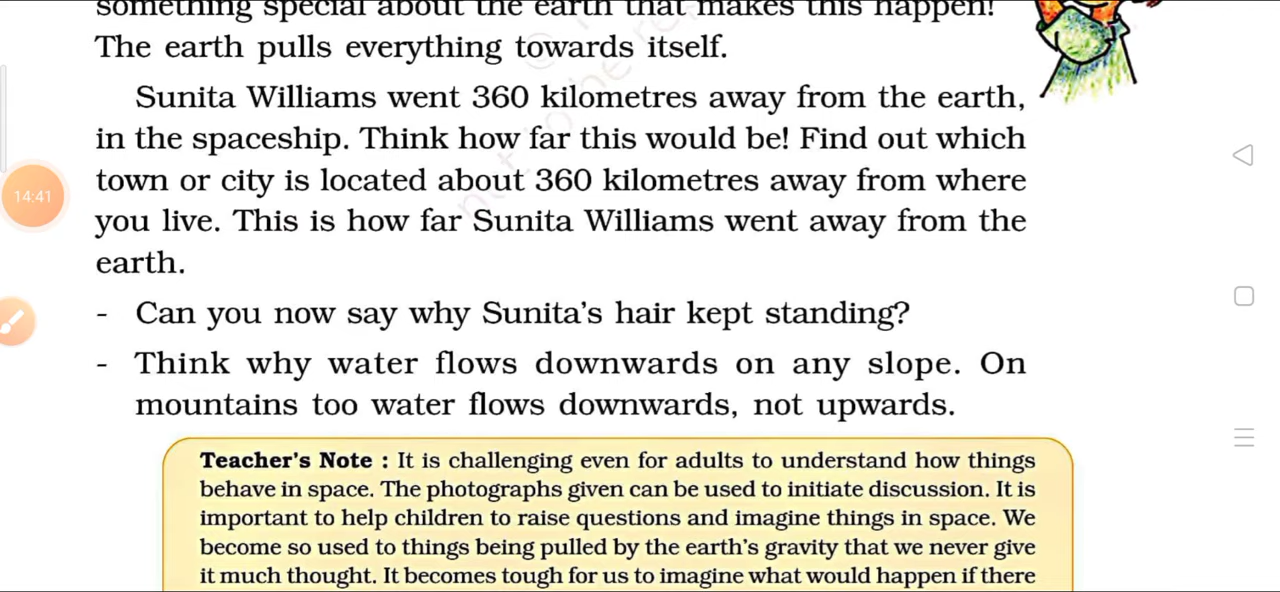 something special about the earth that makes this happen!
The earth pulls everything towards itself.
Sunita Williams went 360 kilometres away from the earth,
in the spaceship. Think how far this would be! Find out which
town or city is located about 360 kilometres away from where
you live. This is how far Sunita Williams went away from the
earth.
14:41
- Can you now say why Sunita's hair kept standing?
- Think why water flows downwards on any slope. On
mountains too water flows downwards, not upwards.
Teacher's Note : It is challenging even for adults to understand how things
behave in space. The photographs given can be used to initiate discussion. It is
important to help children to raise questions and imagine things in space. We
become so used to things being pulled by the earth's gravity that we never give
it much thought. It becomes tough for us to imagine what would happen if there